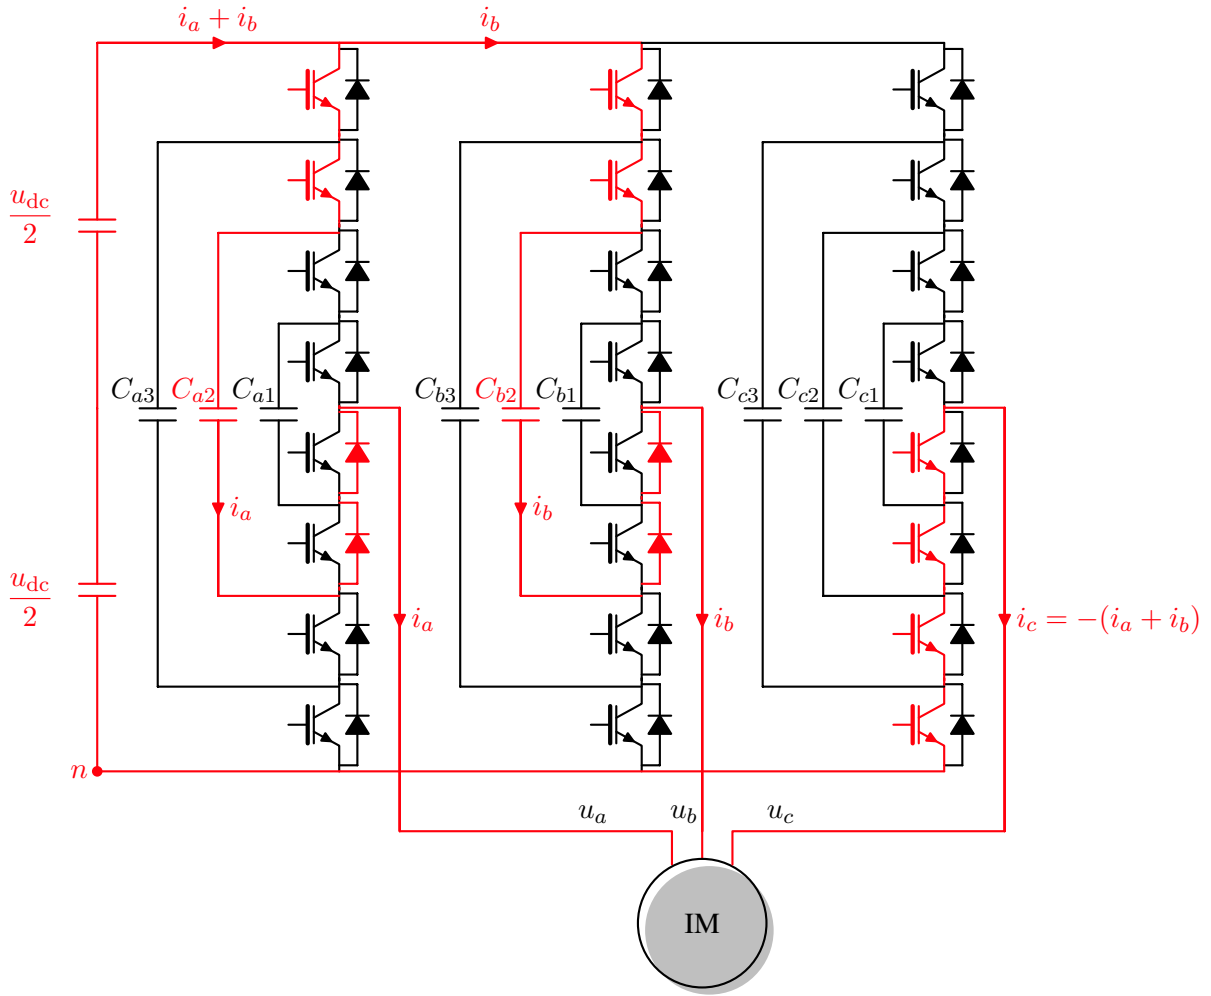 i_a + i_b
i_b
u_dc/2
C_a3
C_a2
C_a1
C_b3
C_b2
C_b1
C_c3
C_c2
C_c1
i_a
i_b
u_dc/2
i_a
i_b
i_c = −(i_a + i_b)
n
u_a
u_b
u_c
IM